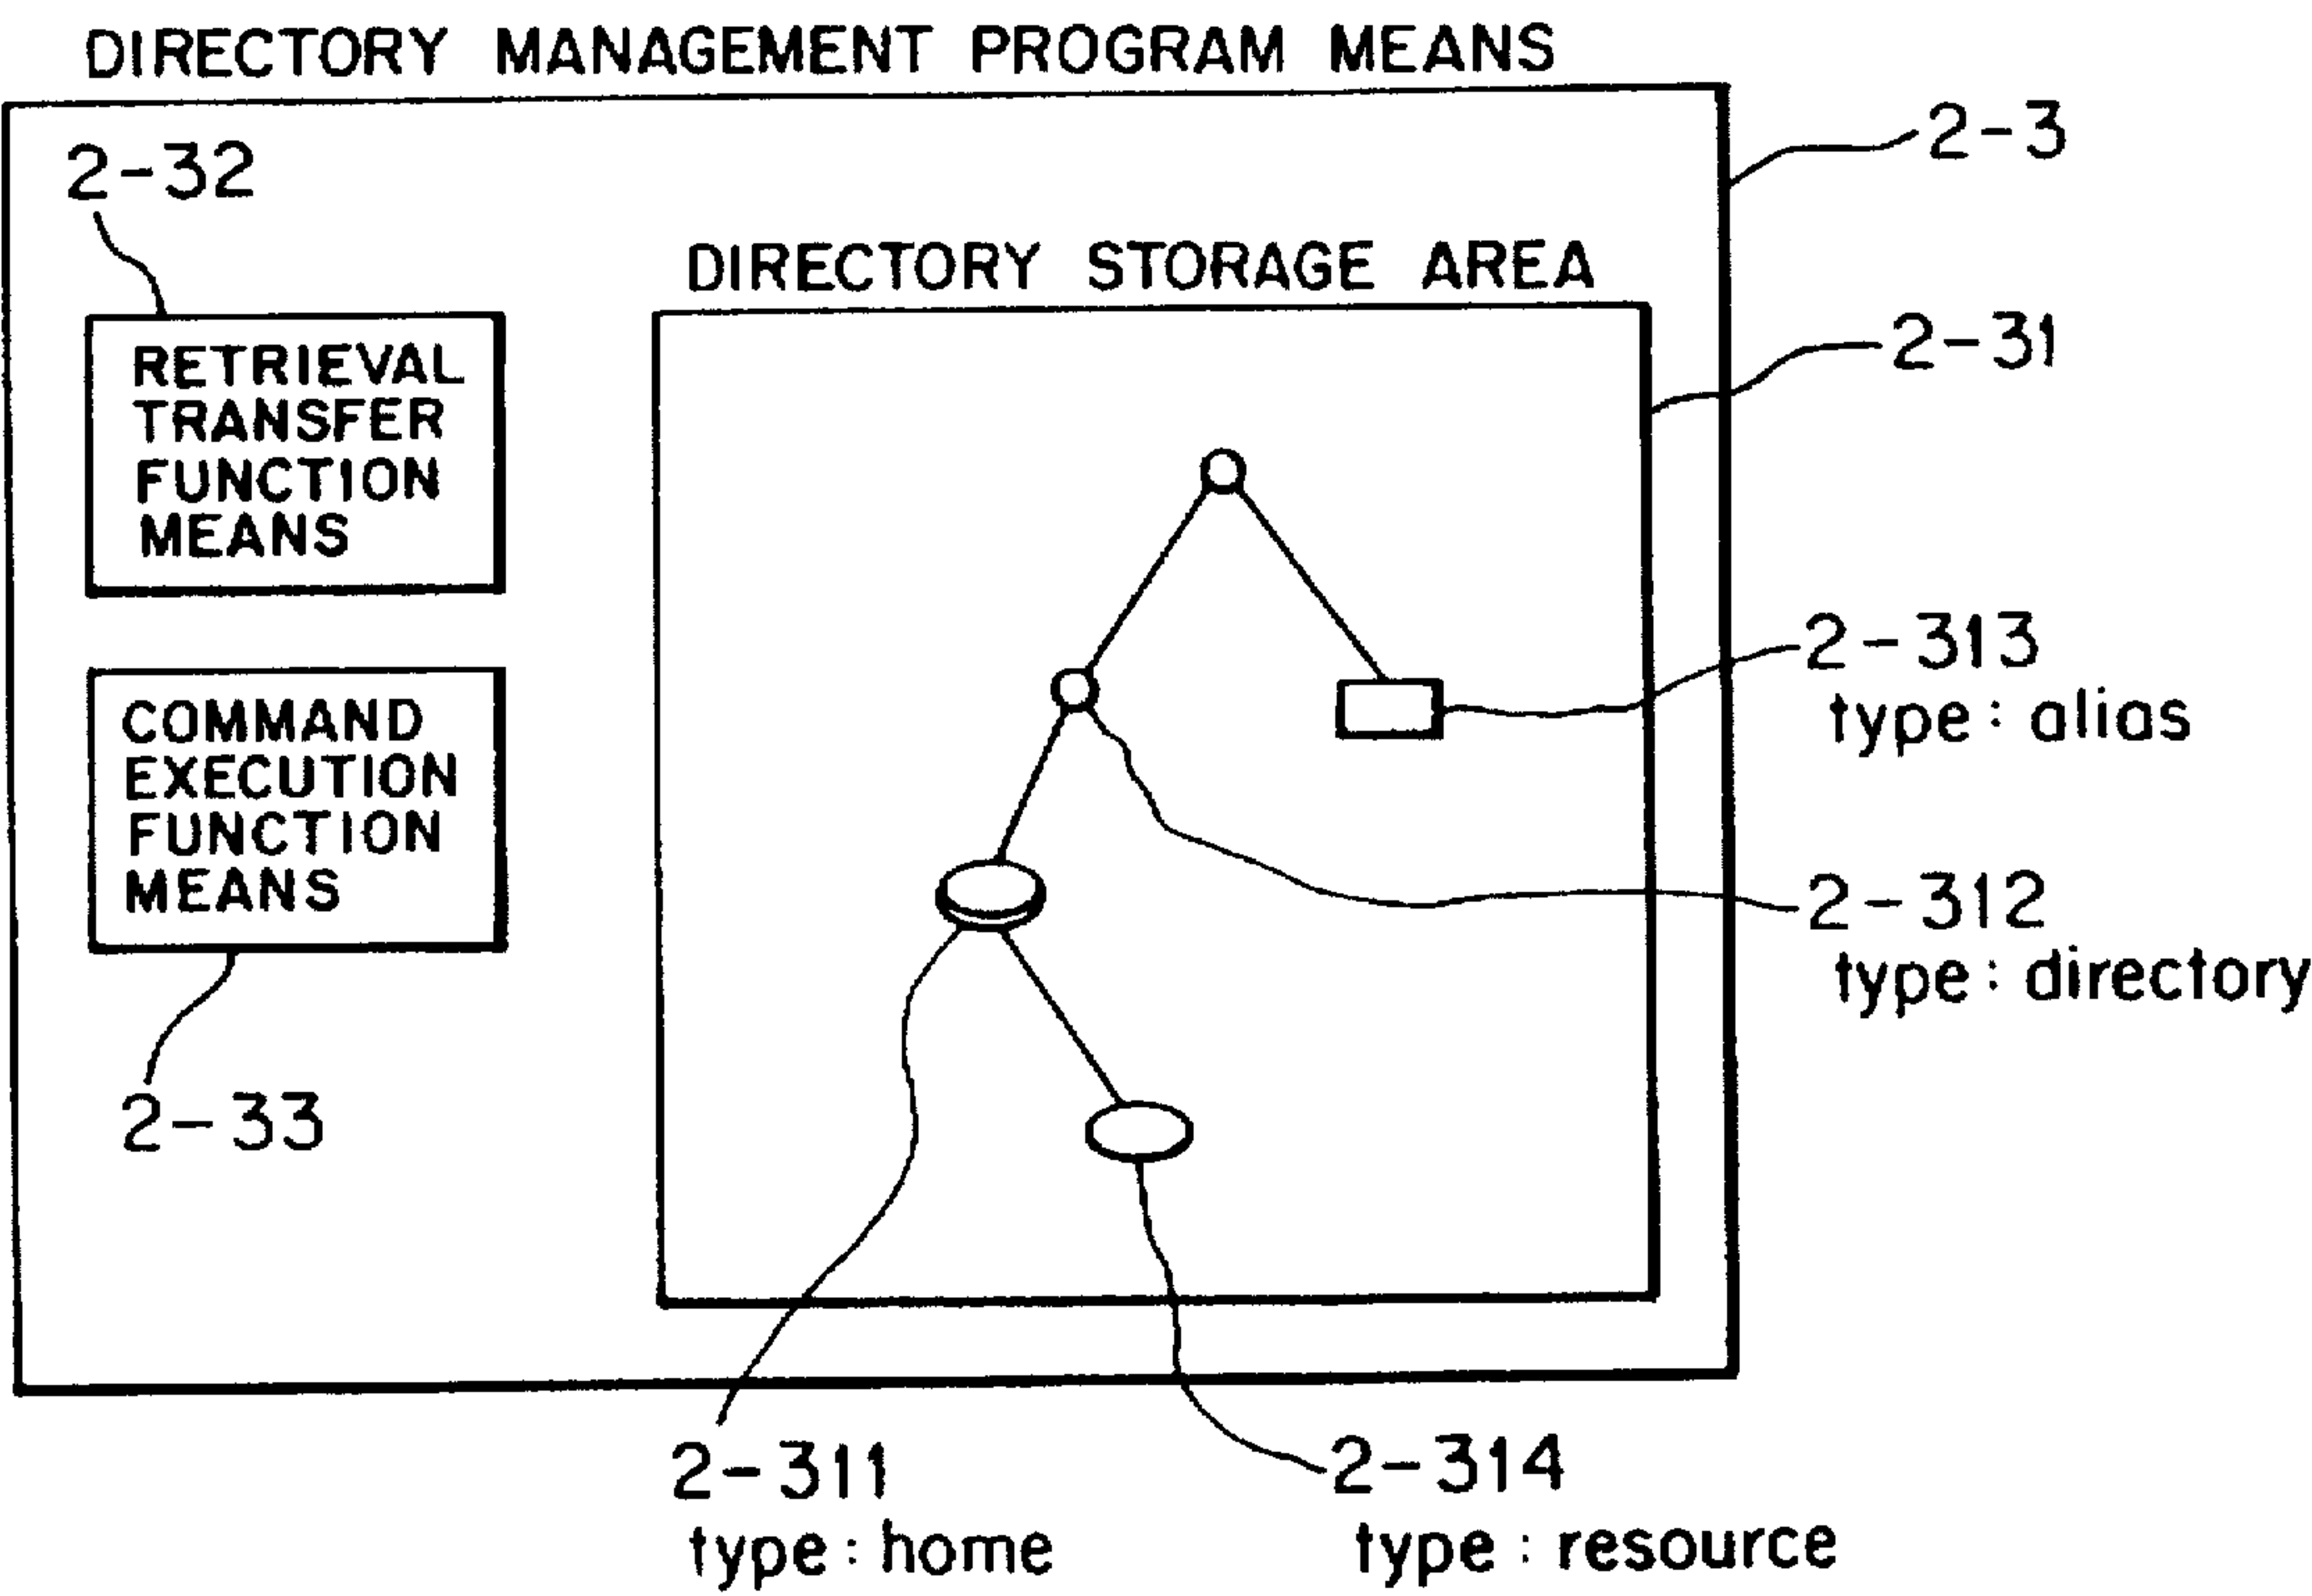 DIRECTORY MANAGEMENT PROGRAM MEANS
2-3
2-32
DIRECTORY STORAGE AREA
2-31
RETRIEVAL
TRANSFER
FUNCTION
MEANS
2-313
type : alias
COMMAND
EXECUTION
FUNCTION
MEANS
2-312
type : directory
2-33
2-311
type : home
2-314
type : resource